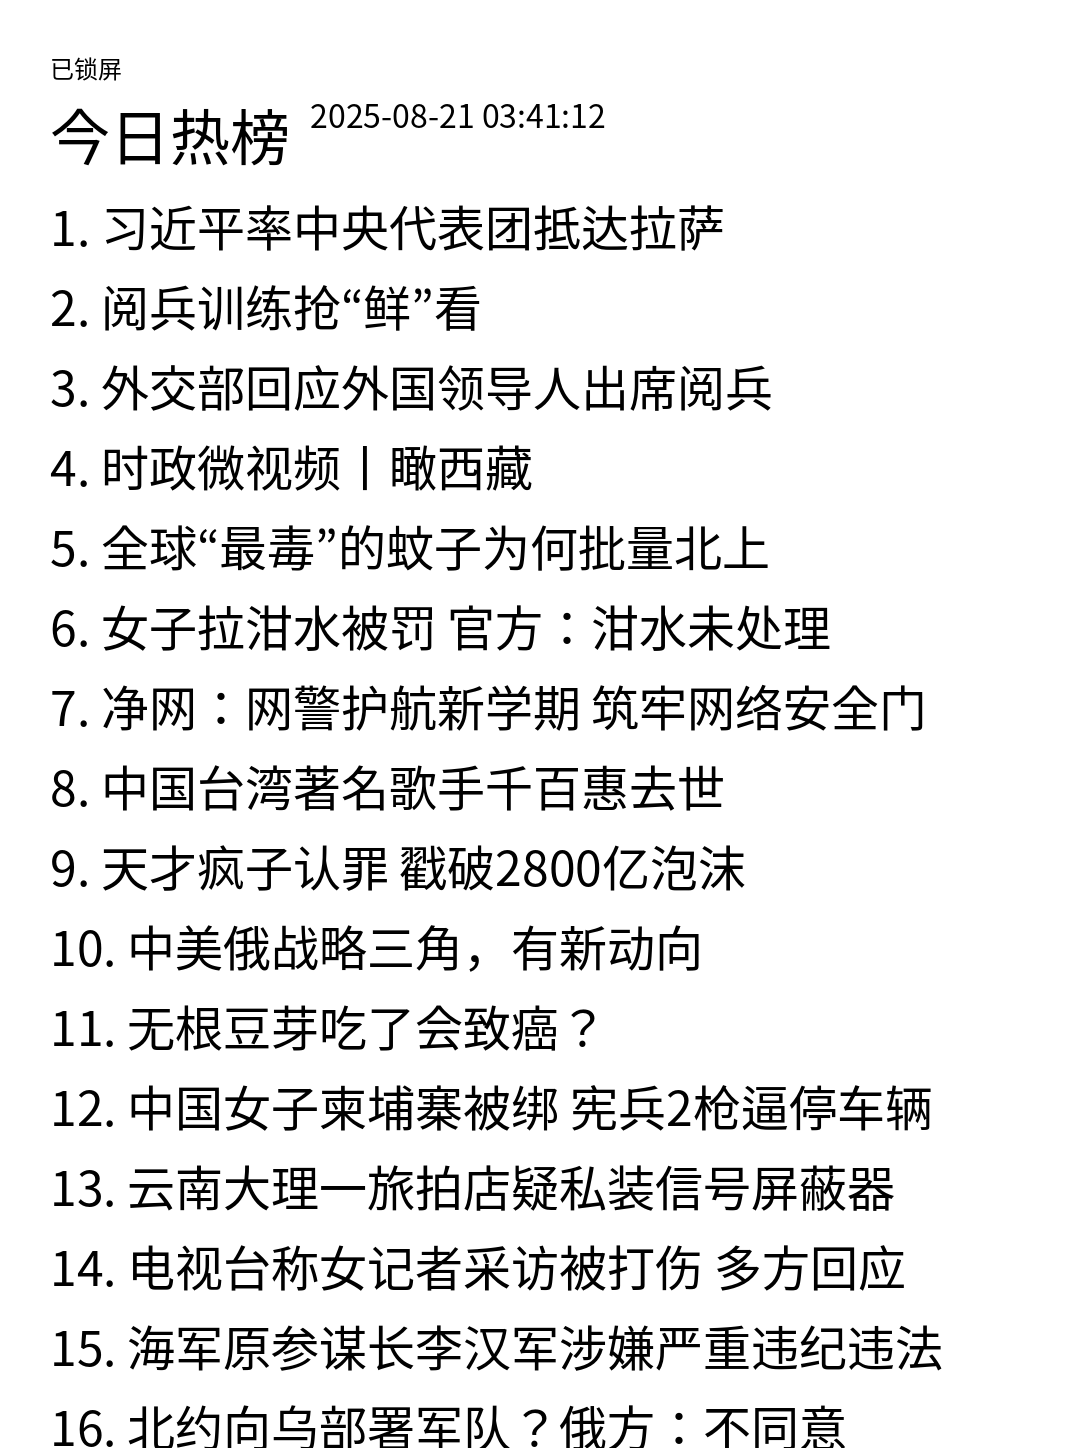 已锁屏
今日热榜 2025-08-21 03:41:12
1. 习近平率中央代表团抵达拉萨
2. 阅兵训练抢“鲜”看
3. 外交部回应外国领导人出席阅兵
4. 时政微视频丨瞰西藏
5. 全球“最毒”的蚊子为何批量北上
6. 女子拉泔水被罚 官方：泔水未处理
7. 净网：网警护航新学期 筑牢网络安全门
8. 中国台湾著名歌手千百惠去世
9. 天才疯子认罪 戳破2800亿泡沫
10. 中美俄战略三角，有新动向
11. 无根豆芽吃了会致癌？
12. 中国女子柬埔寨被绑 宪兵2枪逼停车辆
13. 云南大理一旅拍店疑私装信号屏蔽器
14. 电视台称女记者采访被打伤 多方回应
15. 海军原参谋长李汉军涉嫌严重违纪违法
16. 北约向乌部署军队？俄方：不同意